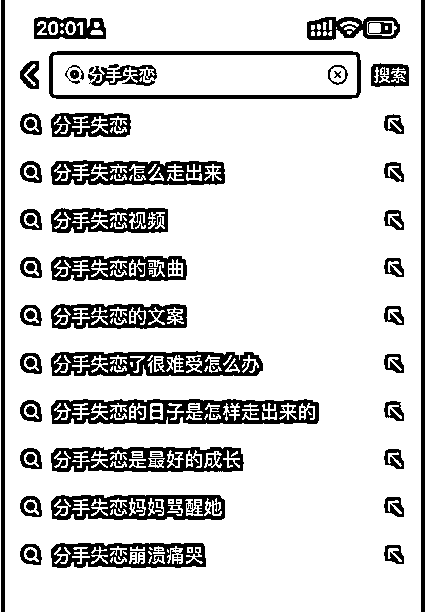 20:01
分手失恋
搜索
分手失恋
分手失恋怎么走出来
分手失恋视频
分手失恋的歌曲
分手失恋的文案
分手失恋了很难受怎么办
分手失恋的日子是怎样走出来的
分手失恋是最好的成长
分手失恋妈妈骂醒她
分手失恋崩溃痛哭